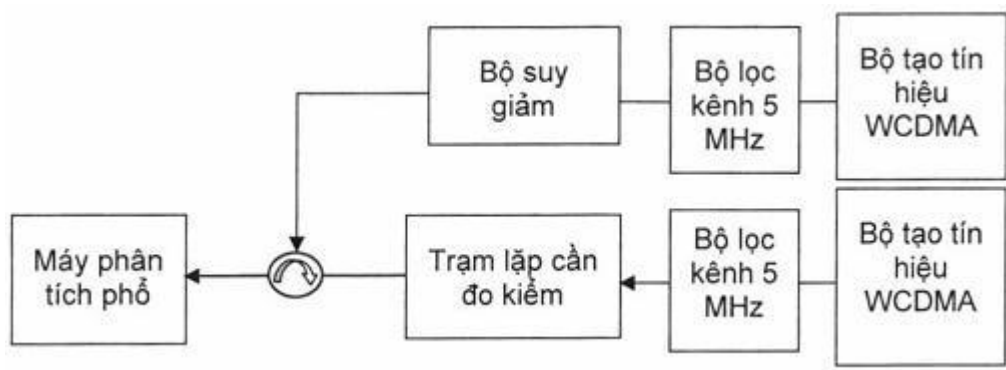 Bộ suy
giảm
Bộ lọc
kênh 5
MHz
Bộ tạo tín
hiệu
WCDMA
Máy phân
tích phổ
Trạm lặp cần
đo kiểm
Bộ lọc
kênh 5
MHz
Bộ tạo tín
hiệu
WCDMA